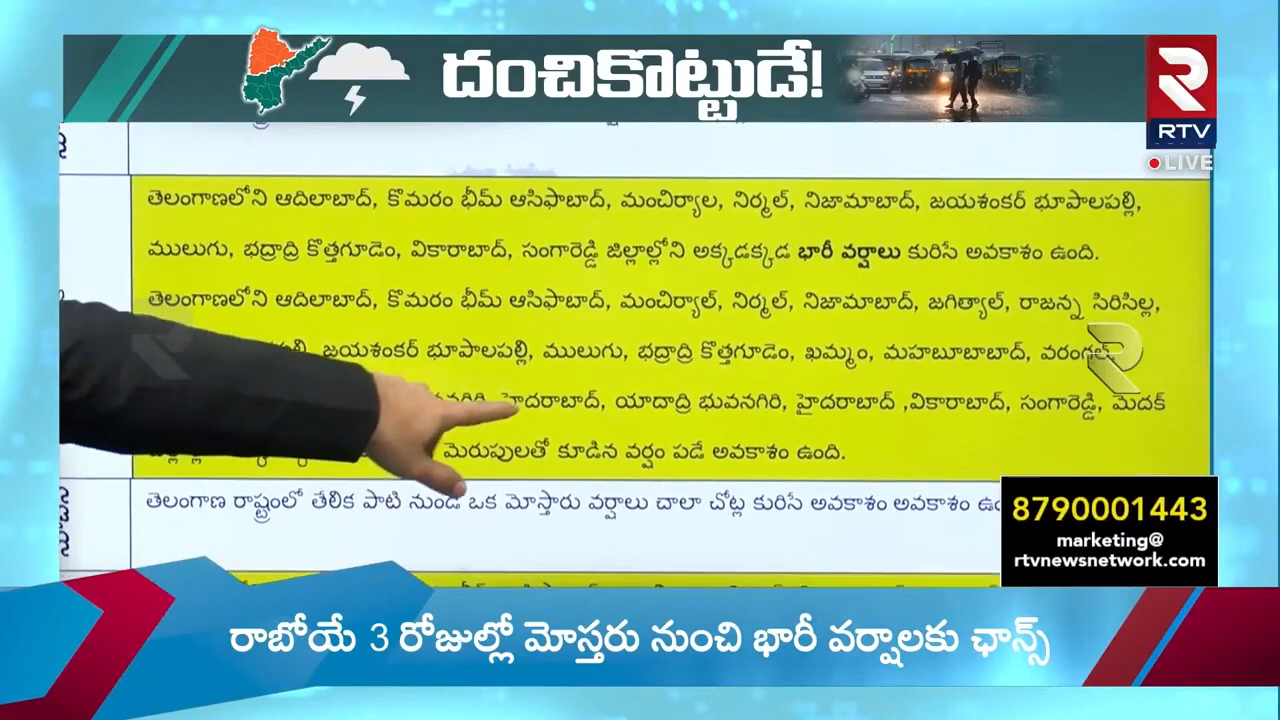 దంచికొట్టుడే!
RTV
LIVE
తెలంగాణలోని ఆదిలాబాద్, కొమరం భీమ్ ఆసిఫాబాద్, మంచిర్యాల, నిర్మల్, నిజామాబాద్, జయశంకర్ భూపాలపల్లి,
ములుగు, భద్రాద్రి కొత్తగూడెం, వికారాబాద్, సంగారెడ్డి జిల్లాల్లోని అక్కడక్కడ భారీ వర్షాలు కురిసే అవకాశం ఉంది.
తెలంగాణలోని ఆదిలాబాద్, కొమరం భీమ్ ఆసిఫాబాద్, మంచిర్యాల్, నిర్మల్, నిజామాబాద్, జగిత్యాల్, రాజన్న సిరిసిల్ల,
జయశంకర్ భూపాలపల్లి, ములుగు, భద్రాద్రి కొత్తగూడెం, ఖమ్మం, మహబూబాబాద్, వరంగల్
హైదరాబాద్, యాదాద్రి భువనగిరి, హైదరాబాద్ ,వికారాబాద్, సంగారెడ్డి, మెదక్
మెరుపులతో కూడిన వర్షం పడే అవకాశం ఉంది.
తెలంగాణ రాష్ట్రంలో తేలిక పాటి నుండి ఒక మోస్తారు వర్షాలు చాలా చోట్ల కురిసే అవకాశం అవకాశం
8790001443
marketing@
rtvnewsnetwork.com
రాబోయే 3 రోజుల్లో మోస్తరు నుంచి భారీ వర్షాలకు ఛాన్స్